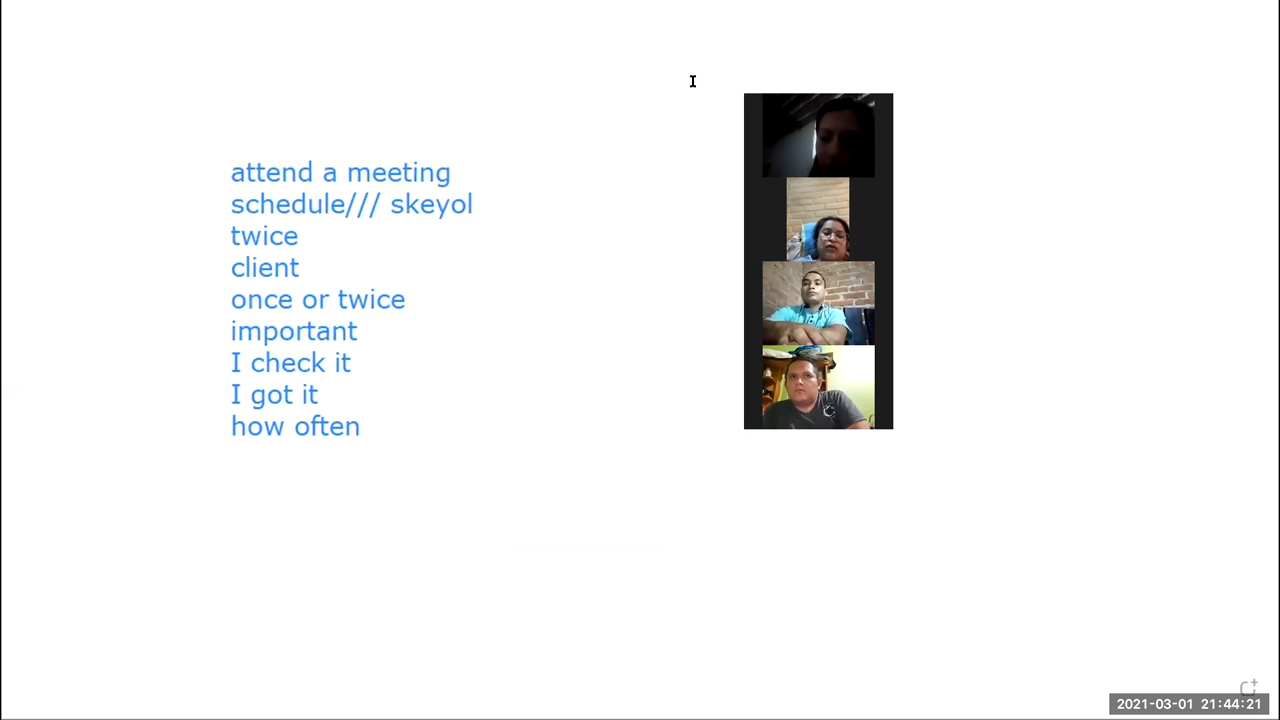 attend a meeting
schedule/// skeyol
twice
client
once or twice
important
I check it
I got it
how often
2021-03-01 21:44:21